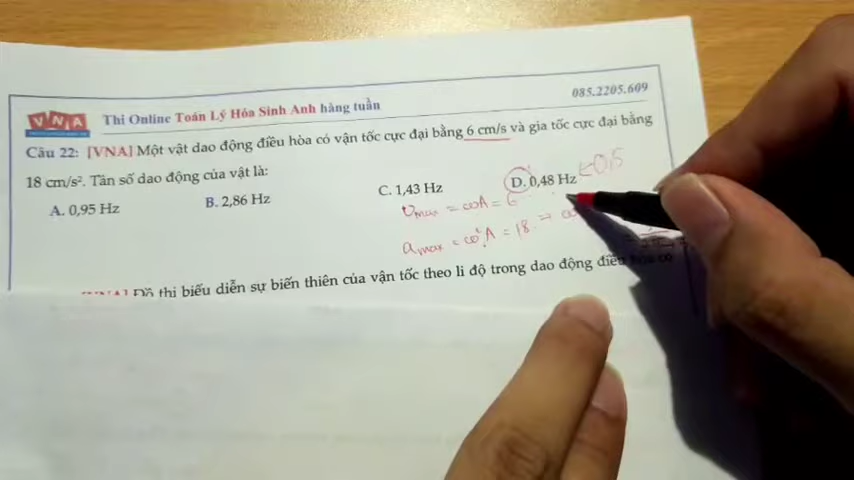 VNA
Thi Online Toán Lý Hóa Sinh Anh hàng tuần
085.2205.609
Câu 22: [VNA] Một vật dao động điều hòa có vận tốc cực đại bằng 6 cm/s và gia tốc cực đại bằng
18 cm/s². Tần số dao động của vật là:
A. 0,95 Hz B. 2,86 Hz C. 1,43 Hz D. 0,48 Hz
≤0,5
vmax = ωA = 6
amax = ω²A = 18 ⇒
Đồ thị biểu diễn sự biến thiên của vận tốc theo li độ trong dao động điều hòa có